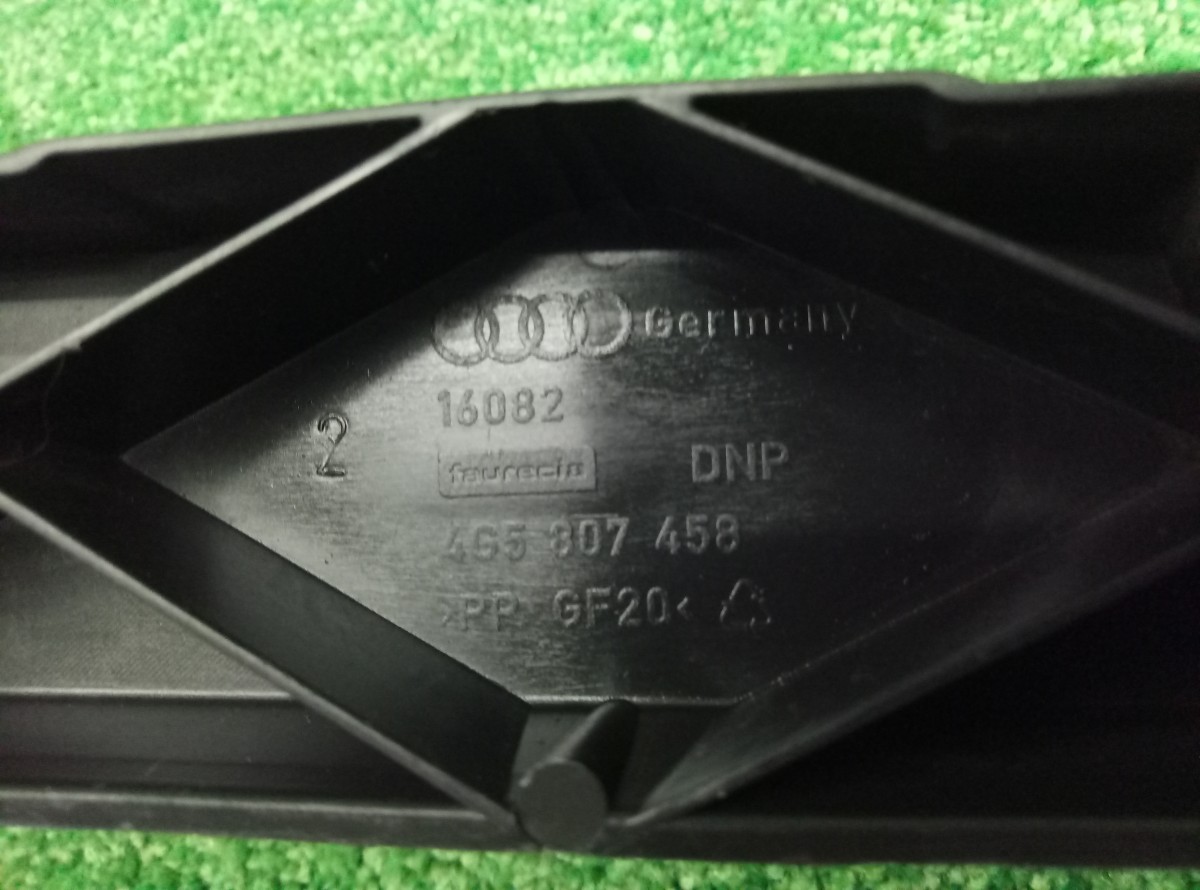 Germany
16082
2
faurecia
DNP
4G5 807 458
>PP- GF20<